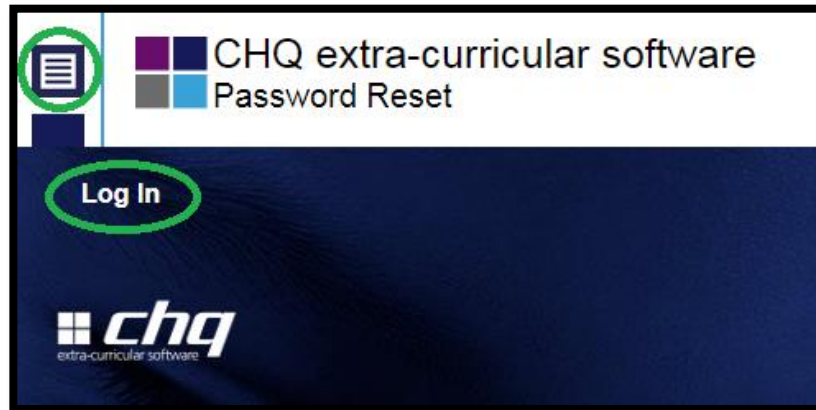 CHQ extra-curricular software
Password Reset
Log In
chq
extra-curricular software